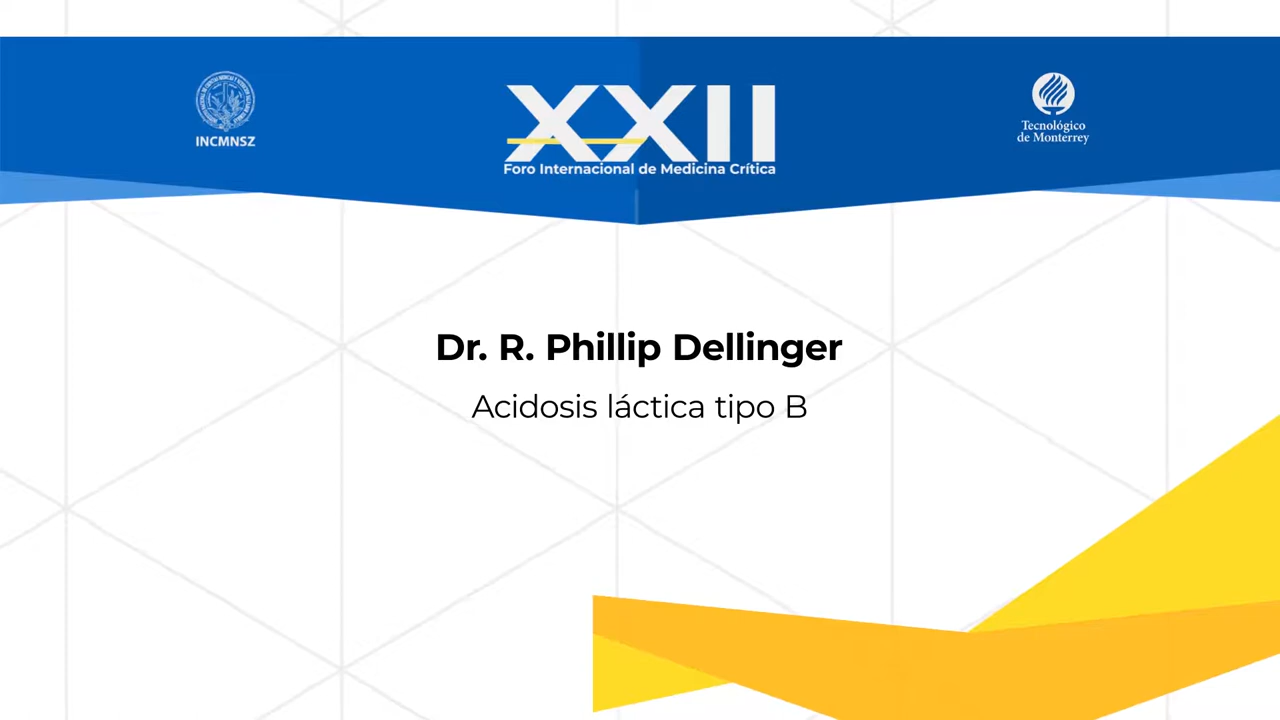 INCMNSZ
XXII
Foro Internacional de Medicina Crítica
Tecnológico
de Monterrey
Dr. R. Phillip Dellinger
Acidosis láctica tipo B